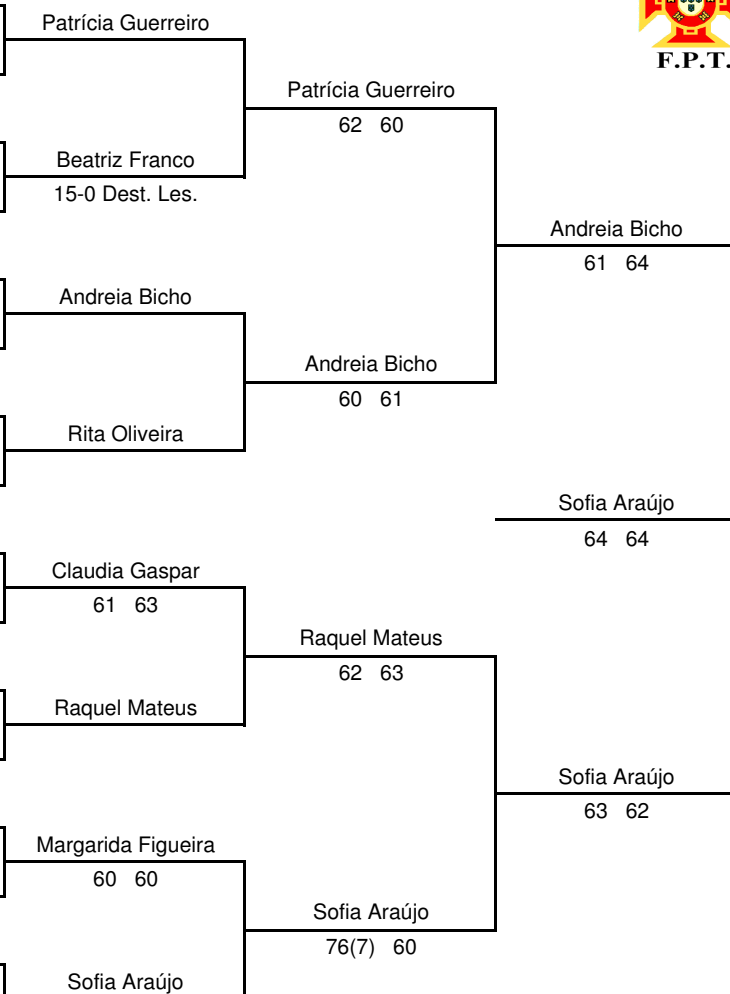 Patrícia Guerreiro
F.P.T.
Patrícia Guerreiro
62 60
Beatriz Franco
15-0 Dest. Les.
Andreia Bicho
61 64
Andreia Bicho
Andreia Bicho
60 61
Rita Oliveira
Sofia Araújo
64 64
Claudia Gaspar
61 63
Raquel Mateus
62 63
Raquel Mateus
Sofia Araújo
63 62
Margarida Figueira
60 60
Sofia Araújo
76(7) 60
Sofia Araújo